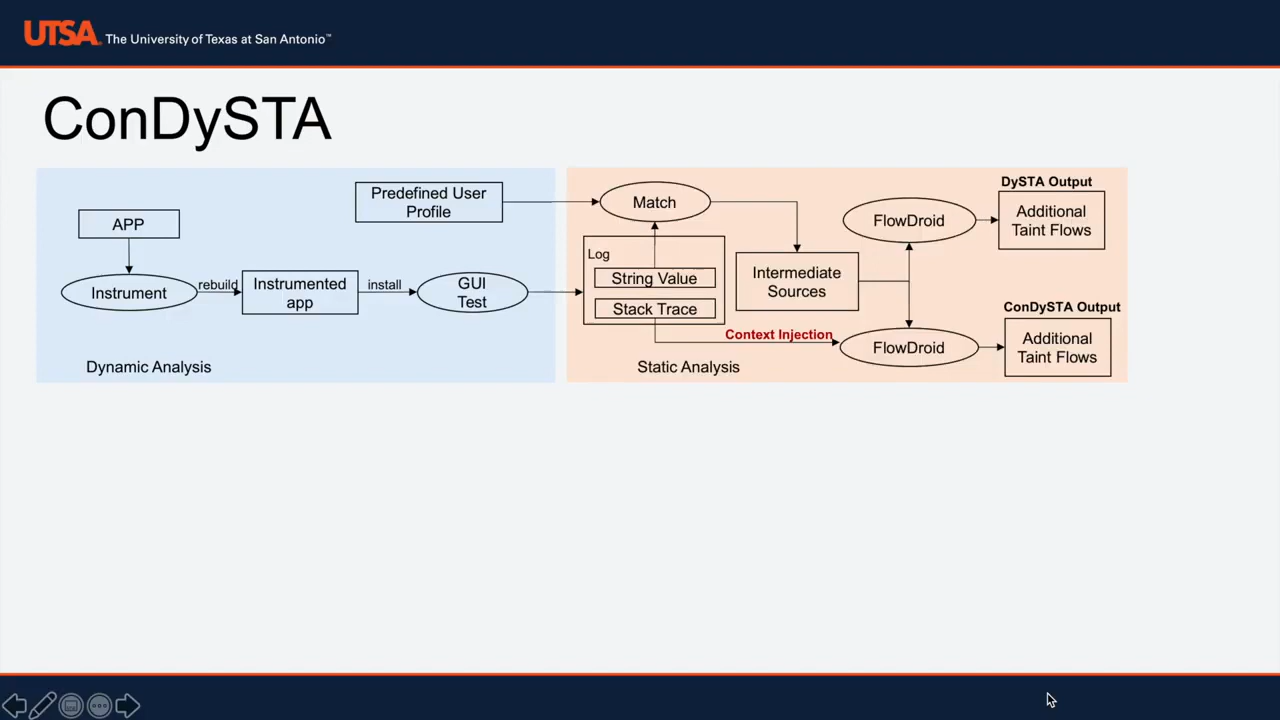 UTSA. The University of Texas at San Antonio™
ConDySTA
APP
Instrument
rebuild
Instrumented
app
install
GUI
Test
Predefined User
Profile
Dynamic Analysis
Match
Log
String Value
Stack Trace
Context Injection
Static Analysis
Intermediate
Sources
FlowDroid
DySTA Output
Additional
Taint Flows
FlowDroid
ConDySTA Output
Additional
Taint Flows